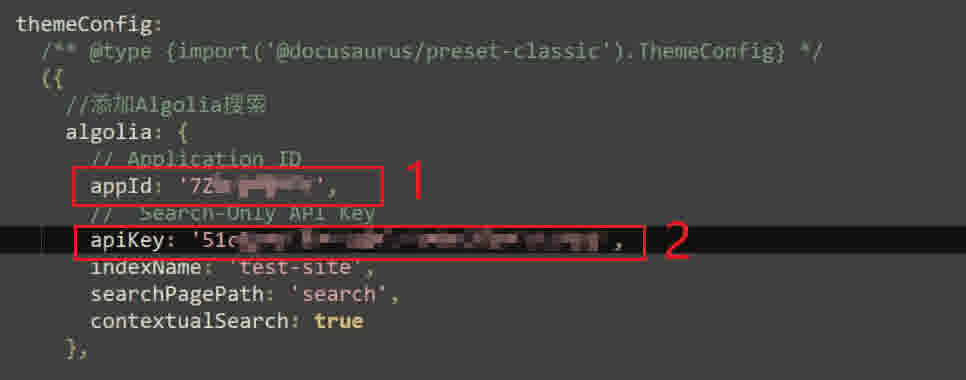 themeConfig:
/** @type {import('@docusaurus/preset-classic').ThemeConfig} */
({
//添加Algolia搜索
algolia: {
// Application ID
appId: '7Z ', 1
// Search-Only API Key
apiKey: '51c ', 2
indexName: 'test-site',
searchPagePath: 'search',
contextualSearch: true
},